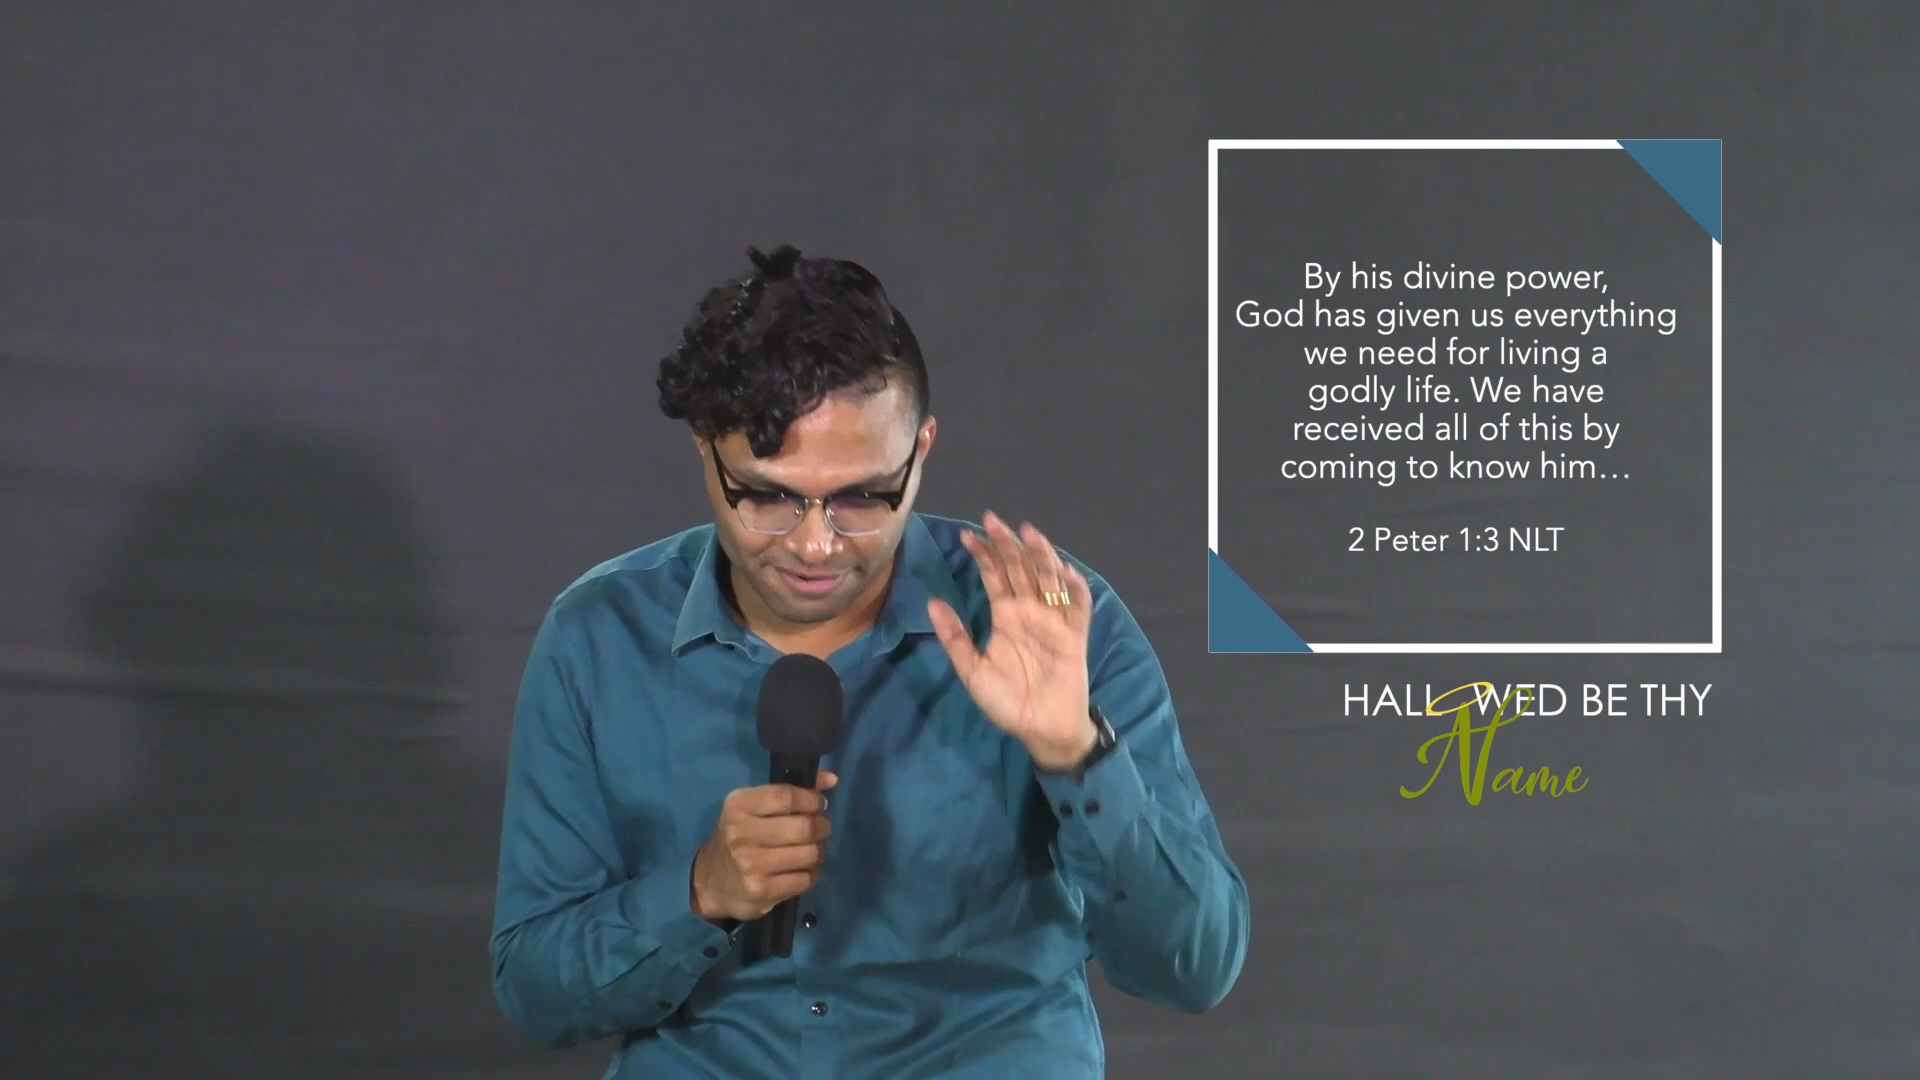 By his divine power,
God has given us everything
we need for living a
godly life. We have
received all of this by
coming to know him…
2 Peter 1:3 NLT
HALLOWED BE THY
Name